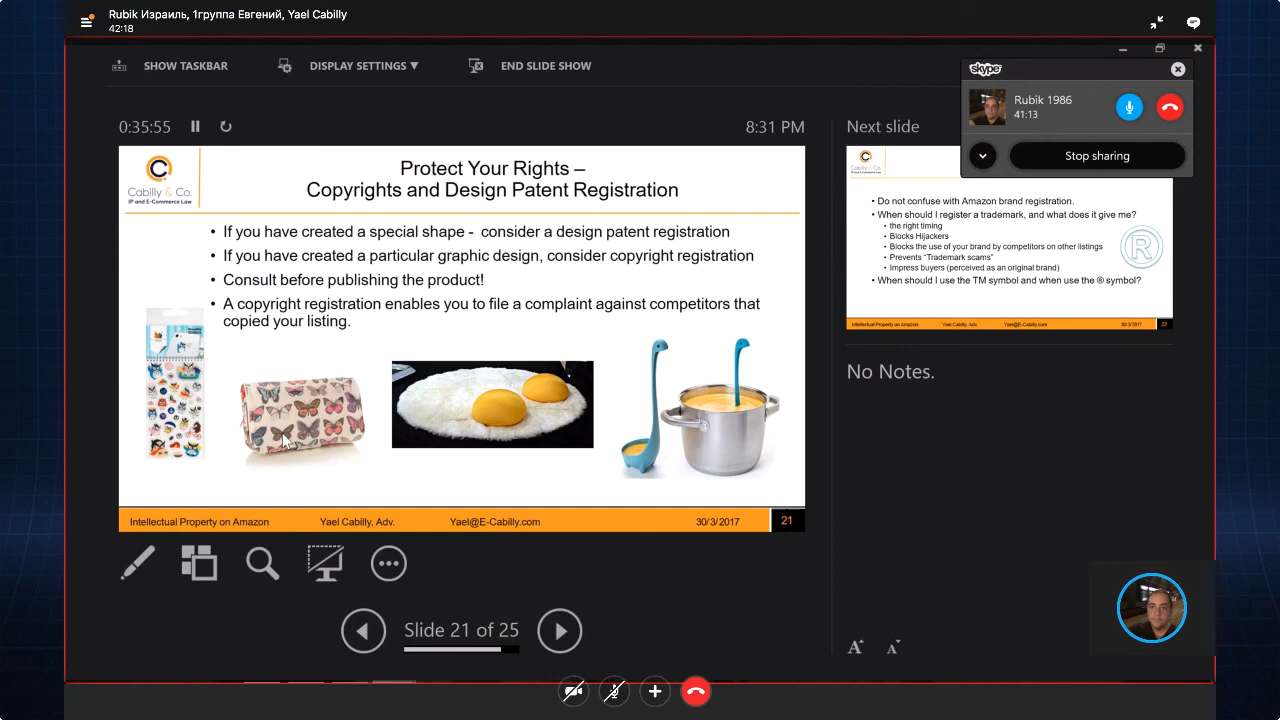 Rubik Израиль, 1группа Евгений, Yael Cabilly
42:18
SHOW TASKBAR
DISPLAY SETTINGS ▼
END SLIDE SHOW
skype
Rubik 1986
41:13
Stop sharing
0:35:55
8:31 PM
Next slide
Cabilly & Co.
IP and E-Commerce Law
Protect Your Rights –
Copyrights and Design Patent Registration
• If you have created a special shape - consider a design patent registration
• If you have created a particular graphic design, consider copyright registration
• Consult before publishing the product!
• A copyright registration enables you to file a complaint against competitors that
copied your listing.
Intellectual Property on Amazon
Yael Cabilly, Adv.
Yael@E-Cabilly.com
30/3/2017
21
• Do not confuse with Amazon brand registration.
• When should I register a trademark, and what does it give me?
• the right timing
• Blocks Hijackers
• Blocks the use of your brand by competitors on other listings
• Prevents “Trademark scams”
• Impress buyers (perceived as an original brand)
• When should I use the TM symbol and when use the ® symbol?
®
Intellectual Property on Amazon
Yael Cabilly, Adv.
Yael@E-Cabilly.com
30/3/2017
22
No Notes.
Slide 21 of 25
A A